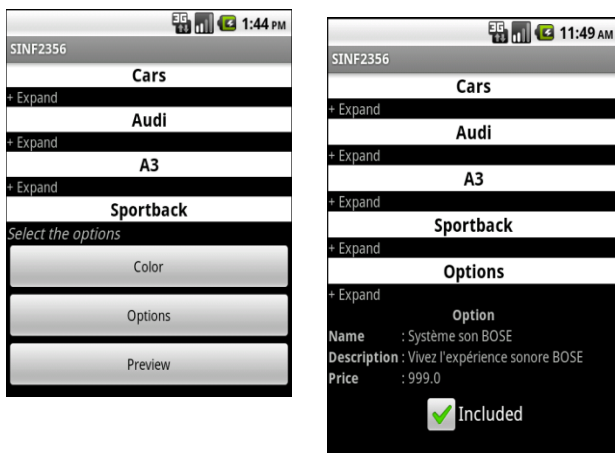 3G 1:44 PM
SINF2356
Cars
+ Expand
Audi
+ Expand
A3
+ Expand
Sportback
Select the options
Color
Options
Preview
3G 11:49 AM
SINF2356
Cars
+ Expand
Audi
+ Expand
A3
+ Expand
Sportback
+ Expand
Options
+ Expand
Option
Name : Système son BOSE
Description : Vivez l'expérience sonore BOSE
Price : 999.0
Included